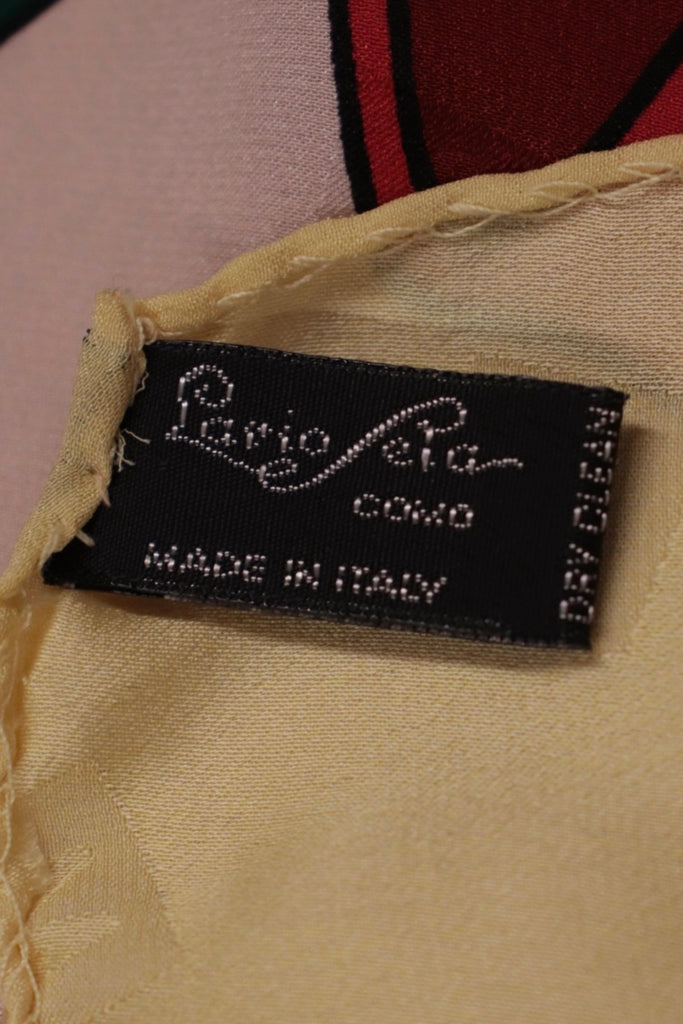 Lario Seta
COMO
MADE IN ITALY
DRY CLEAN